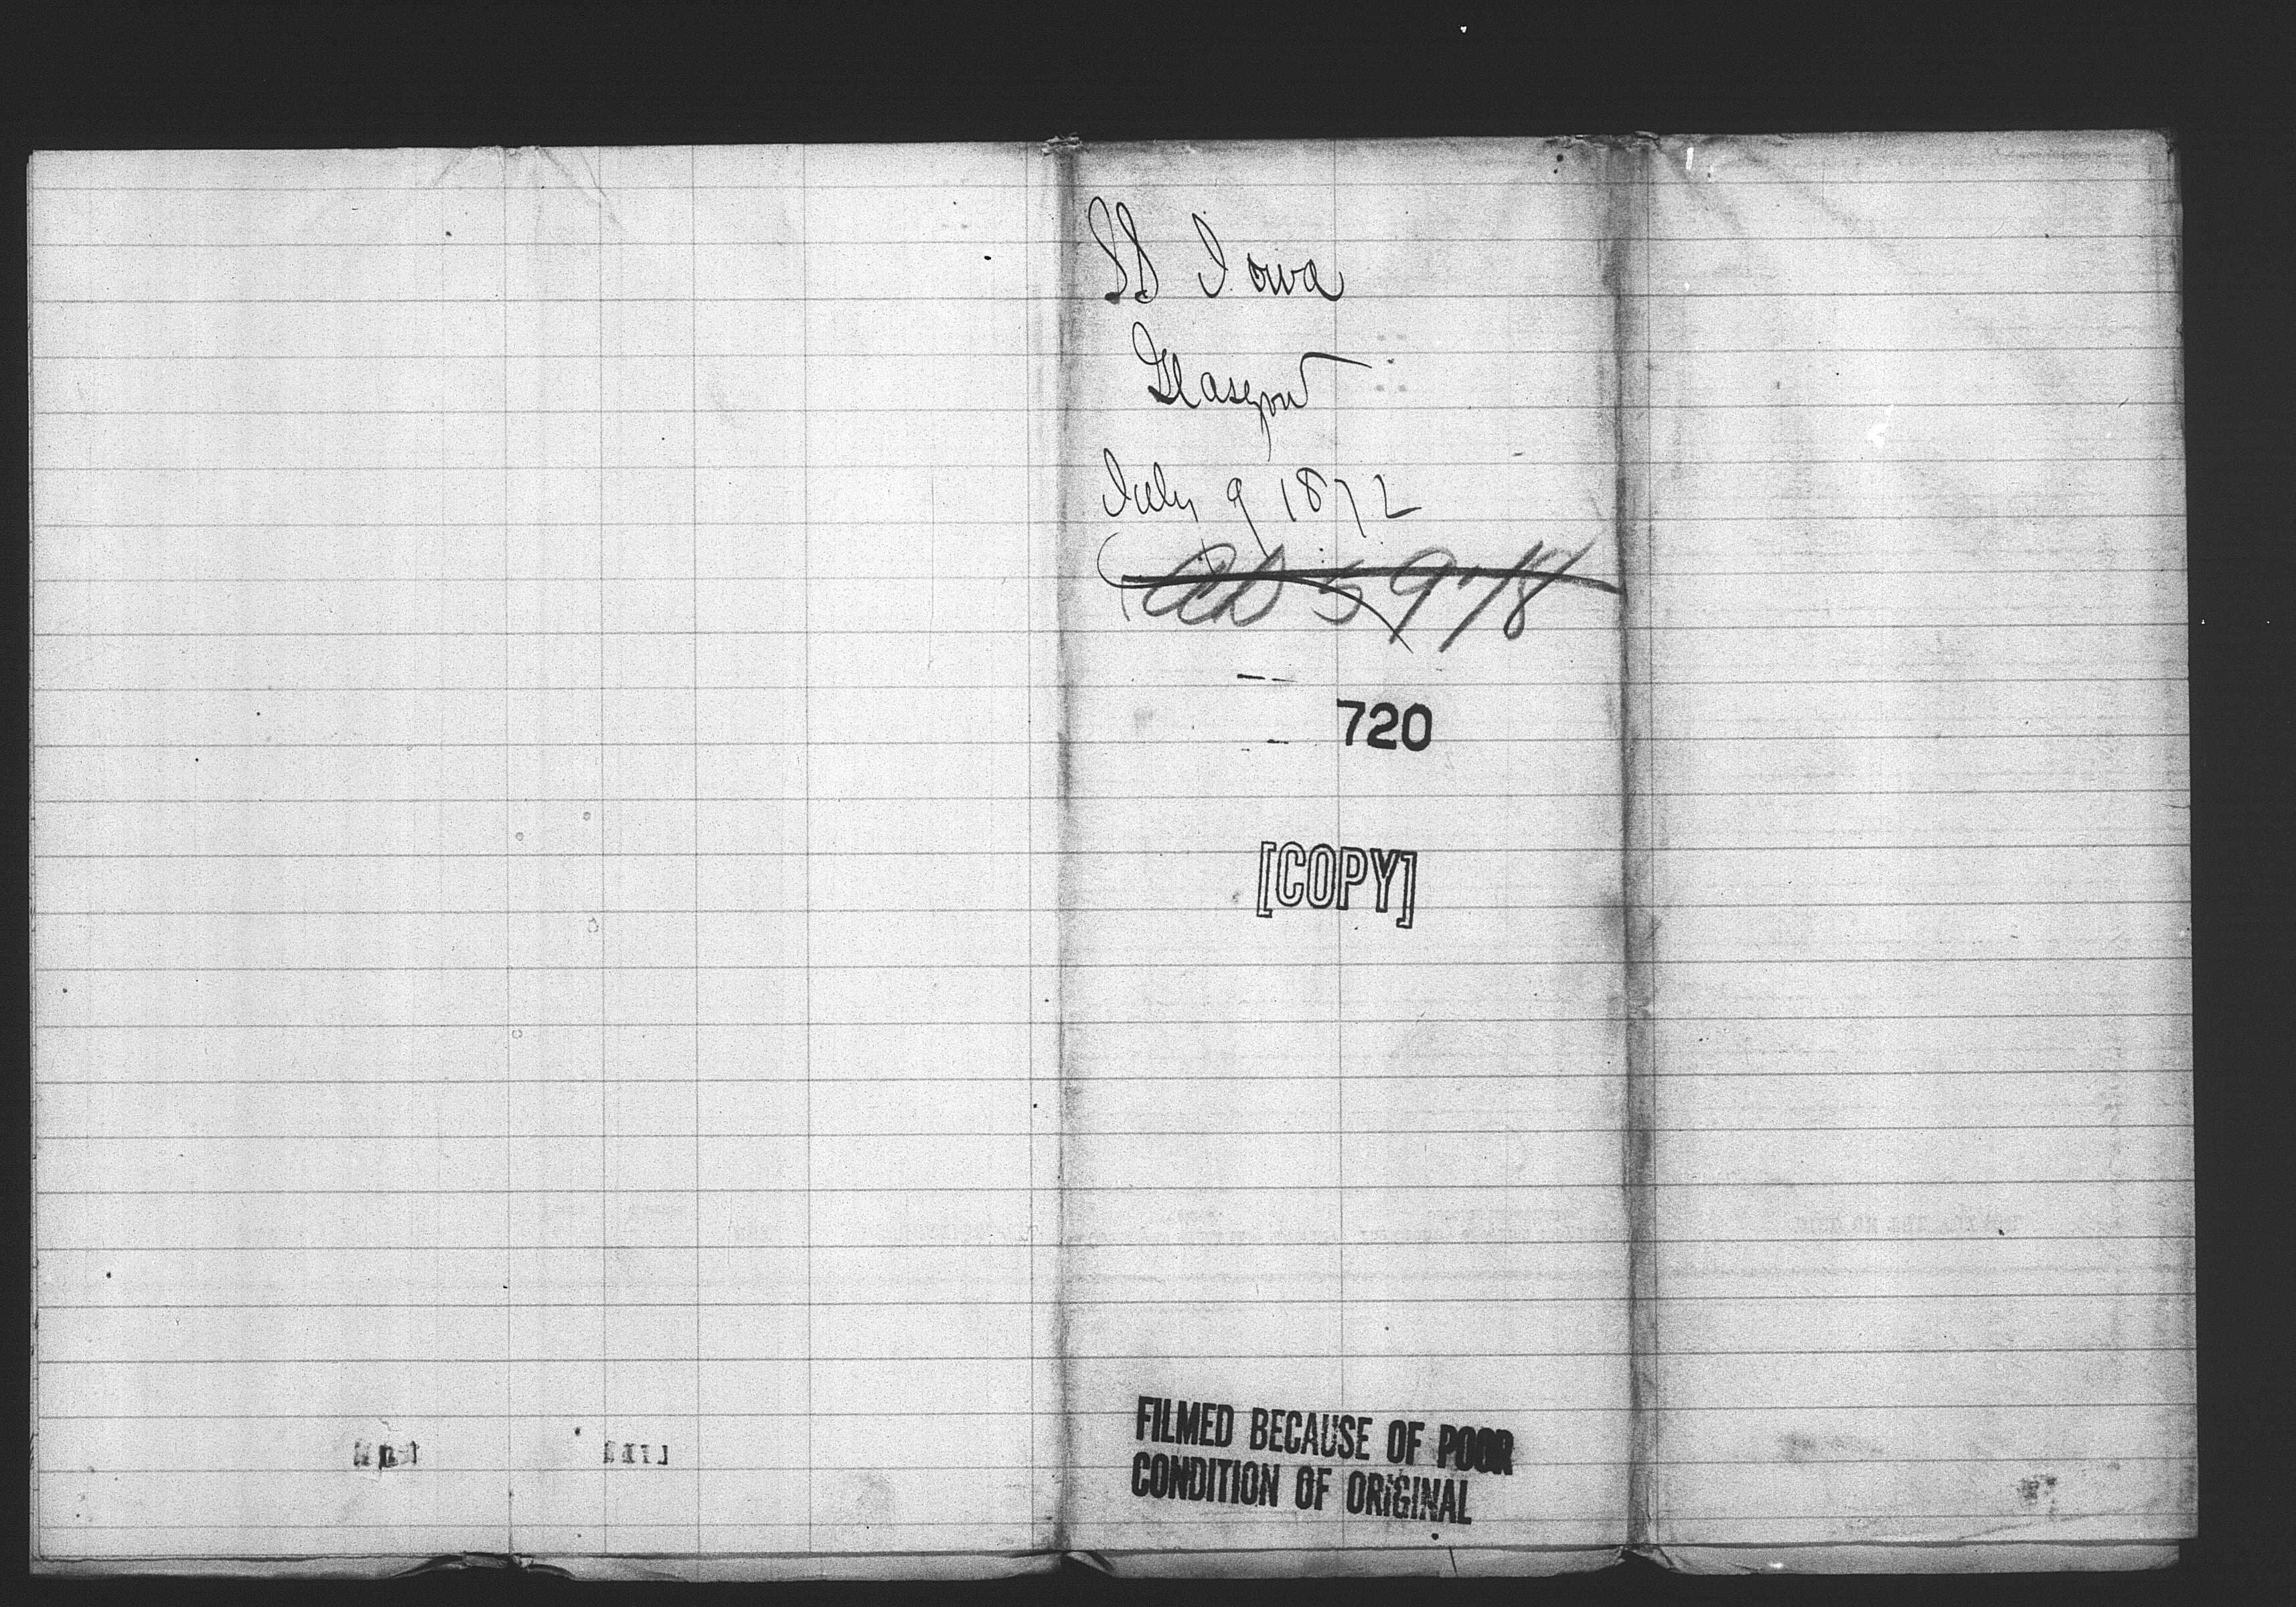 SS Iowa
Glasgow
July 9 1872
720
[COPY]
FILMED BECAUSE OF POOR
CONDITION OF ORIGINAL